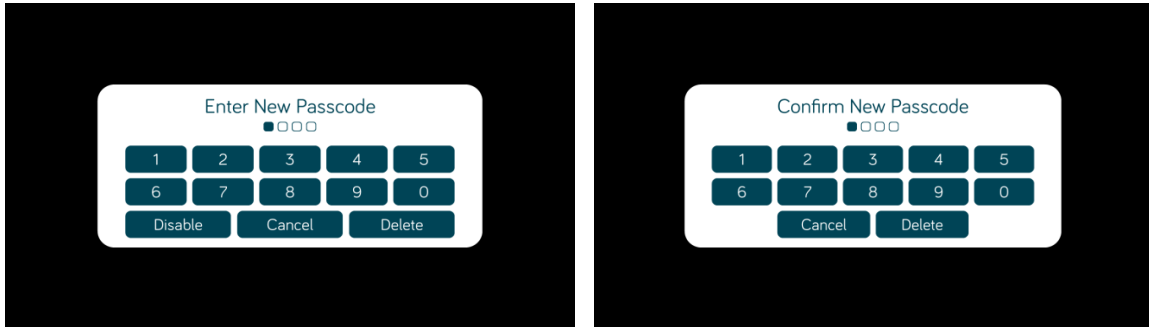 Enter New Passcode
1 2 3 4 5
6 7 8 9 0
Disable Cancel Delete
Confirm New Passcode
1 2 3 4 5
6 7 8 9 0
Cancel Delete